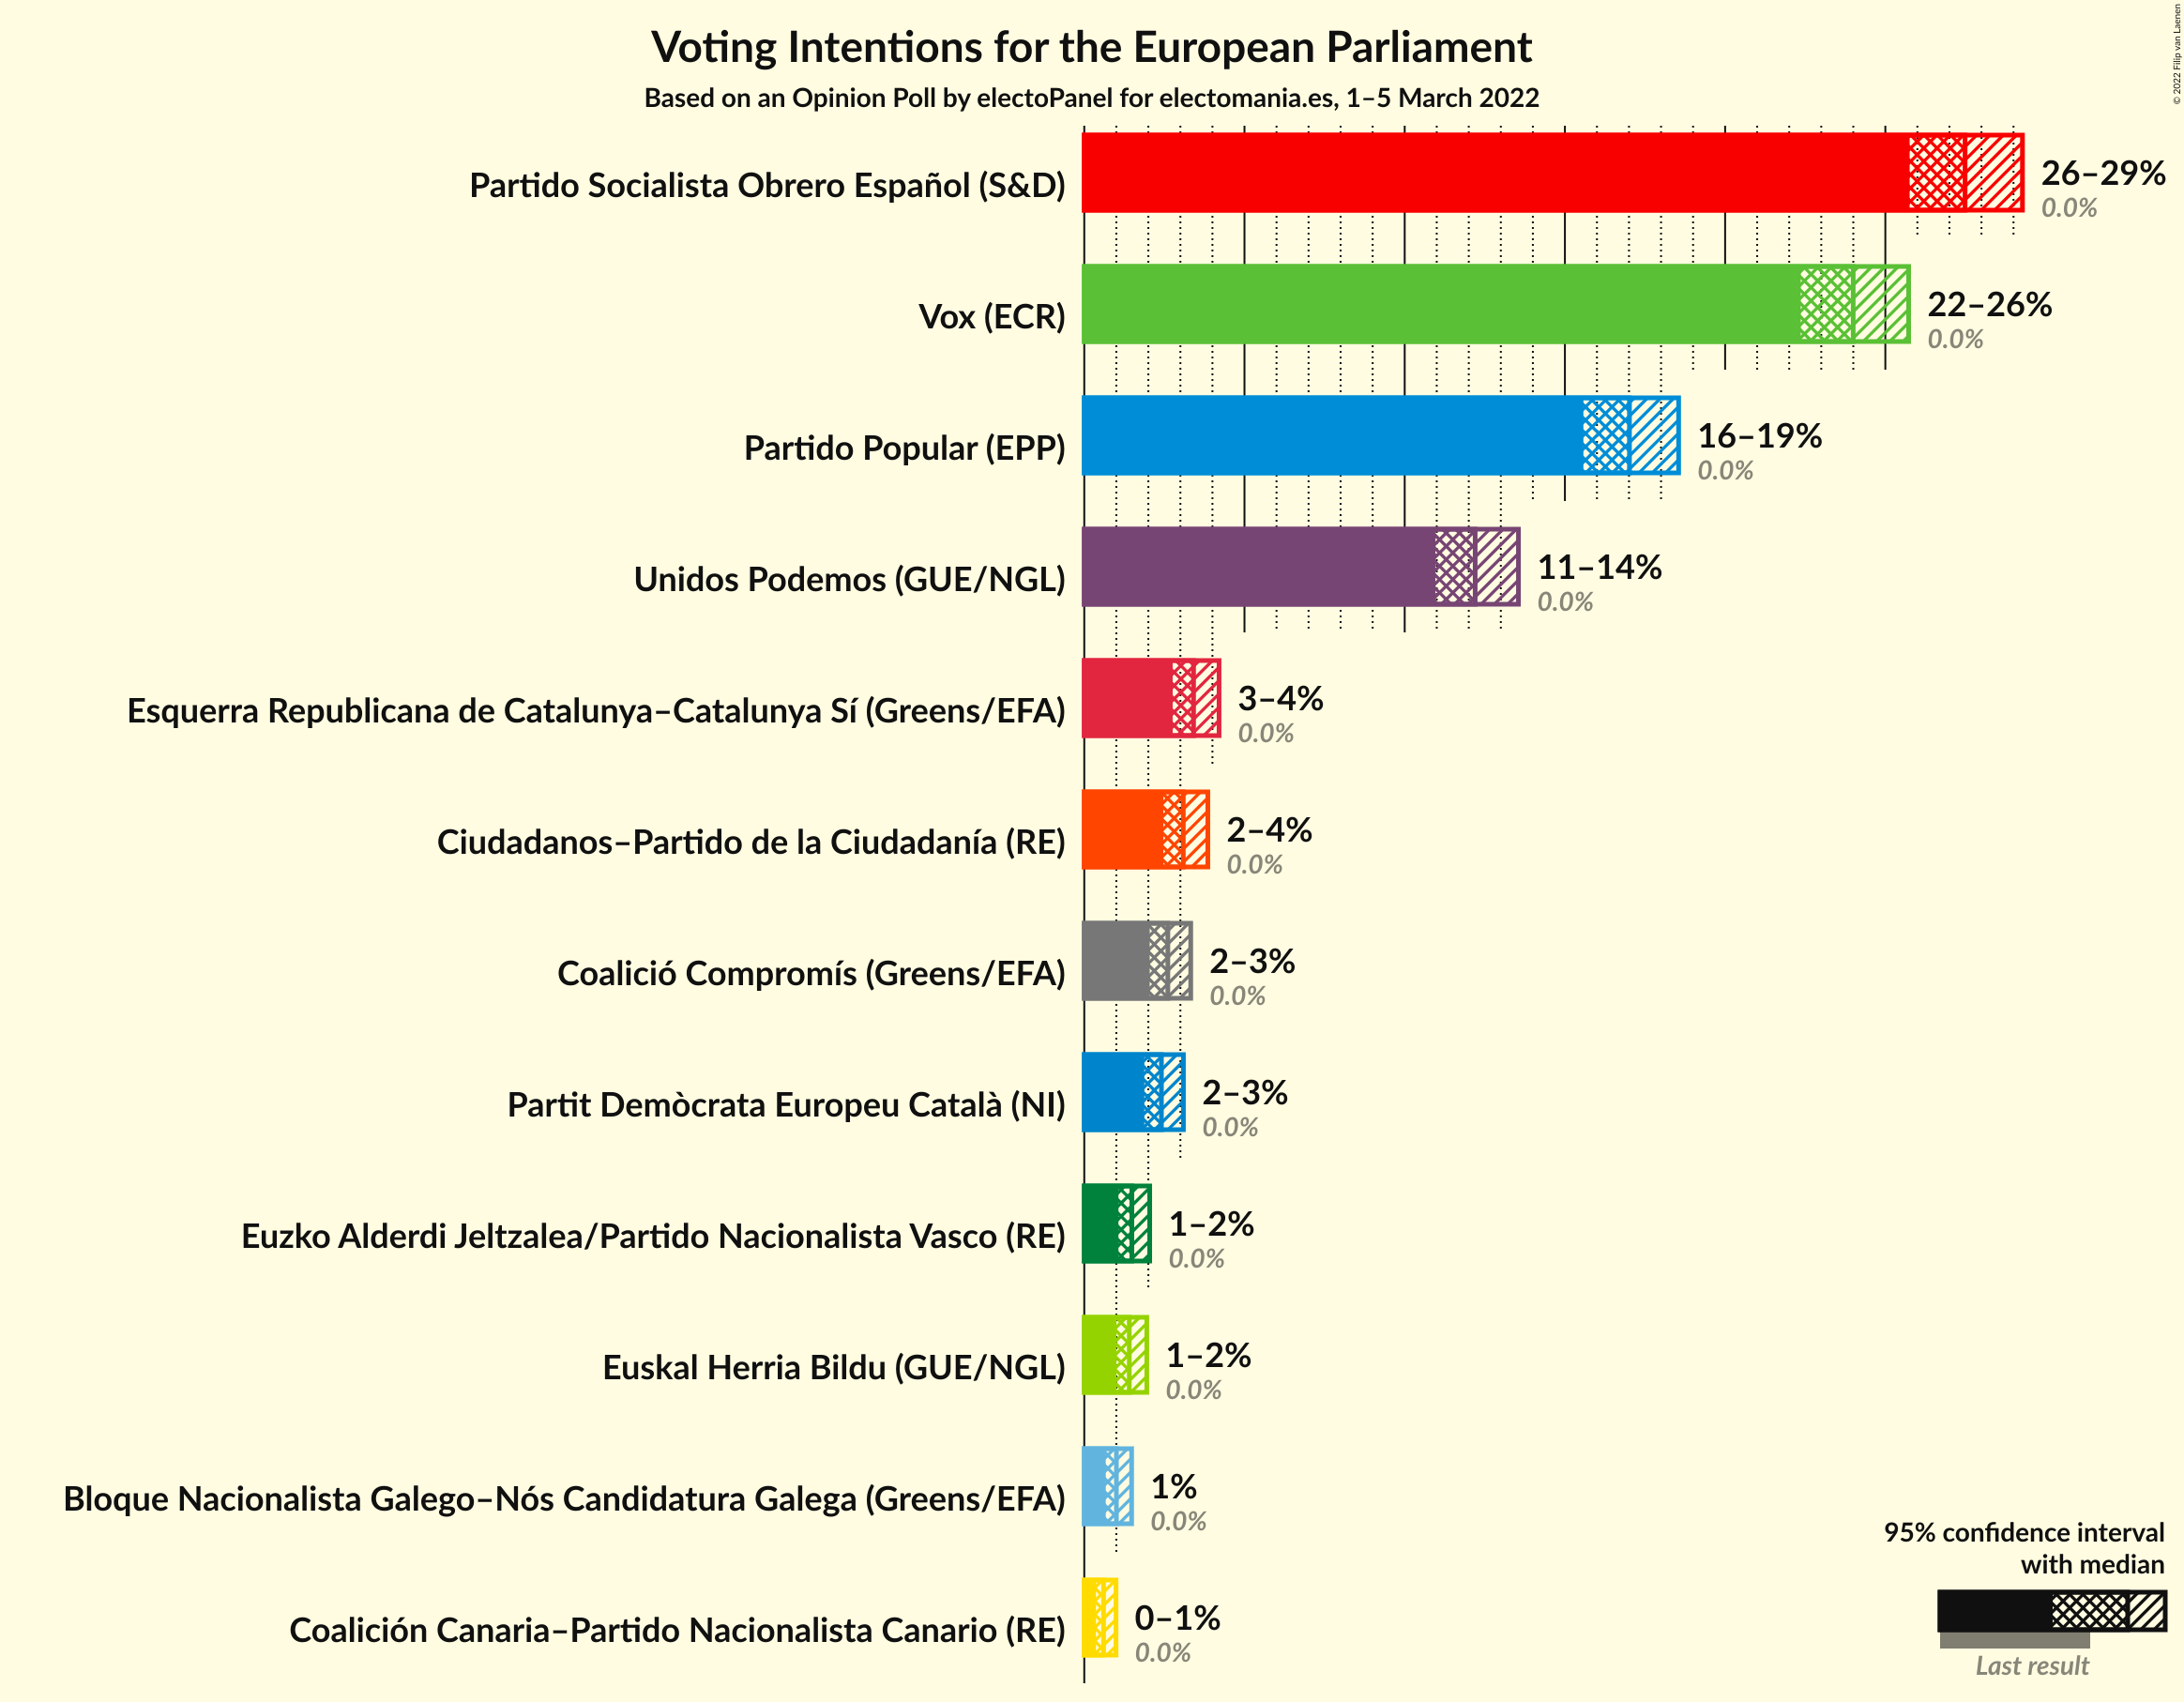 Voting Intentions for the European Parliament
Based on an Opinion Poll by electoPanel for electomania.es, 1–5 March 2022
© 2022 Filip van Laenen
Partido Socialista Obrero Español (S&D)
26–29%
0.0%
Vox (ECR)
22–26%
0.0%
Partido Popular (EPP)
16–19%
0.0%
Unidos Podemos (GUE/NGL)
11–14%
0.0%
Esquerra Republicana de Catalunya–Catalunya Sí (Greens/EFA)
3–4%
0.0%
Ciudadanos–Partido de la Ciudadanía (RE)
2–4%
0.0%
Coalició Compromís (Greens/EFA)
2–3%
0.0%
Partit Demòcrata Europeu Català (NI)
2–3%
0.0%
Euzko Alderdi Jeltzalea/Partido Nacionalista Vasco (RE)
1–2%
0.0%
Euskal Herria Bildu (GUE/NGL)
1–2%
0.0%
Bloque Nacionalista Galego–Nós Candidatura Galega (Greens/EFA)
1%
0.0%
Coalición Canaria–Partido Nacionalista Canario (RE)
0–1%
0.0%
95% confidence interval
with median
Last result